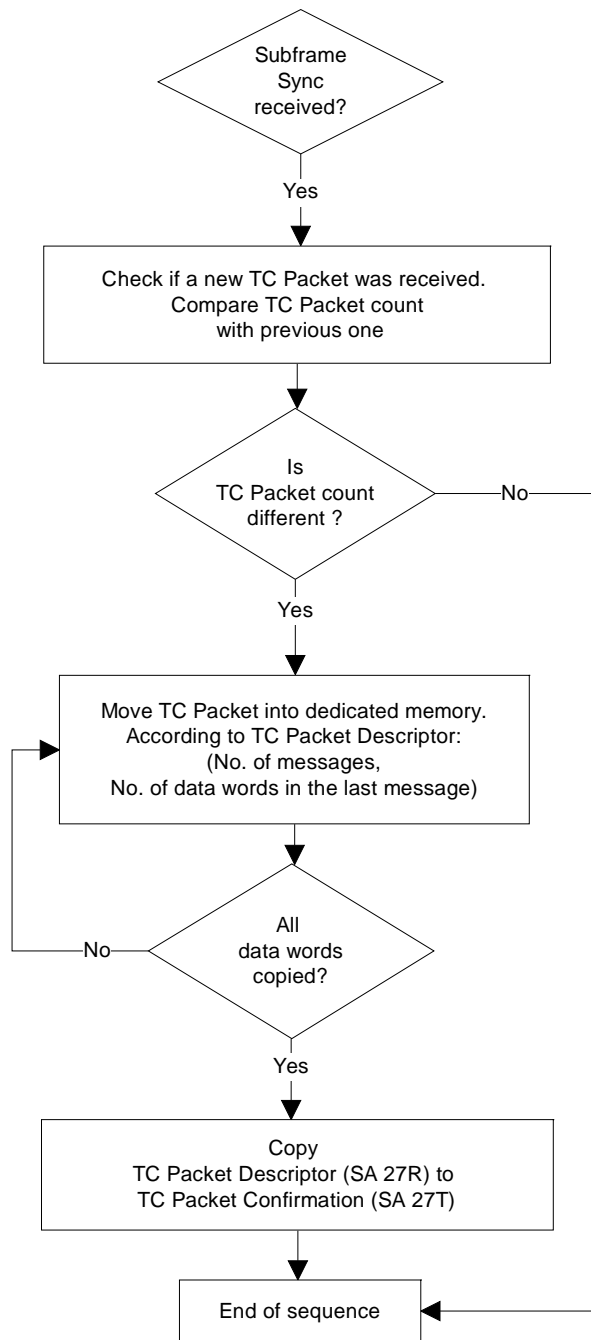 Subframe
Sync
received?
Yes
Check if a new TC Packet was received.
Compare TC Packet count
with previous one
Is
TC Packet count
different ?
No
Yes
Move TC Packet into dedicated memory.
According to TC Packet Descriptor:
(No. of messages,
No. of data words in the last message)
All
data words
copied?
No
Yes
Copy
TC Packet Descriptor (SA 27R) to
TC Packet Confirmation (SA 27T)
End of sequence